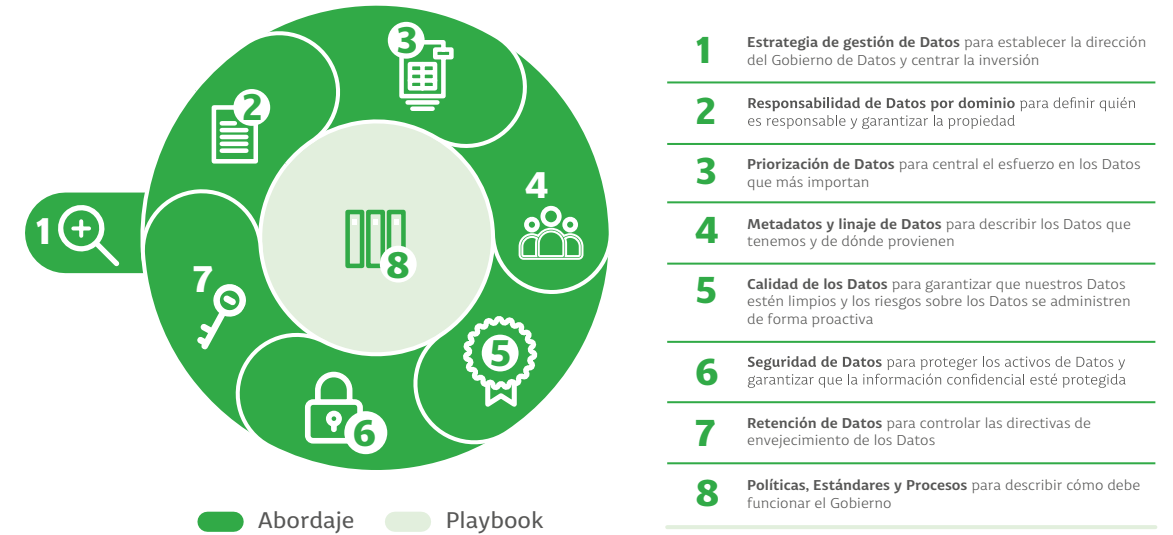 1
2
3
4
5
6
7
8
Abordaje
Playbook
1
Estrategia de gestión de Datos para establecer la dirección
del Gobierno de Datos y centrar la inversión
2
Responsabilidad de Datos por dominio para definir quién
es responsable y garantizar la propiedad
3
Priorización de Datos para central el esfuerzo en los Datos
que más importan
4
Metadatos y linaje de Datos para describir los Datos que
tenemos y de dónde provienen
5
Calidad de los Datos para garantizar que nuestros Datos
estén limpios y los riesgos sobre los Datos se administren
de forma proactiva
6
Seguridad de Datos para proteger los activos de Datos y
garantizar que la información confidencial esté protegida
7
Retención de Datos para controlar las directivas de
envejecimiento de los Datos
8
Políticas, Estándares y Procesos para describir cómo debe
funcionar el Gobierno